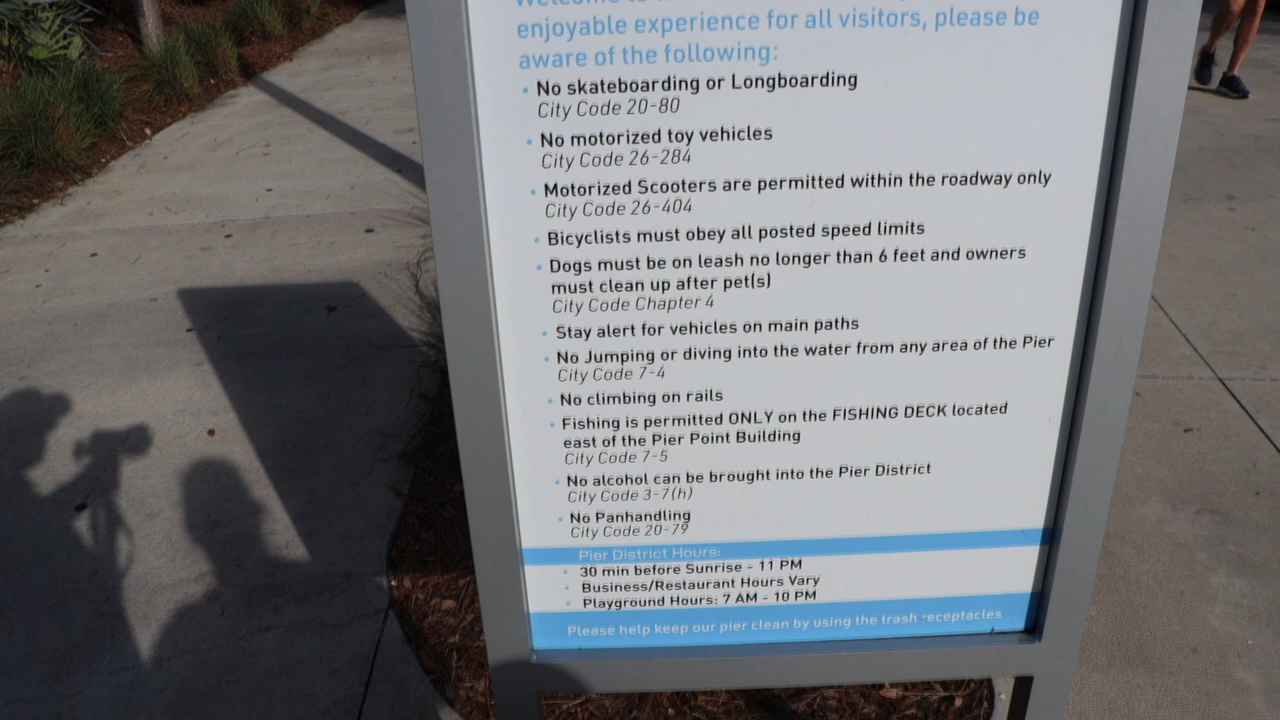 Welcome to
enjoyable experience for all visitors, please be
aware of the following:
• No skateboarding or Longboarding
City Code 20-80
• No motorized toy vehicles
City Code 26-284
• Motorized Scooters are permitted within the roadway only
City Code 26-404
• Bicyclists must obey all posted speed limits
• Dogs must be on leash no longer than 6 feet and owners
must clean up after pet(s)
City Code Chapter 4
• Stay alert for vehicles on main paths
• No Jumping or diving into the water from any area of the Pier
City Code 7-4
• No climbing on rails
• Fishing is permitted ONLY on the FISHING DECK located
east of the Pier Point Building
City Code 7-5
• No alcohol can be brought into the Pier District
City Code 3-7(h)
• No Panhandling
City Code 20-79
Pier District Hours:
• 30 min before Sunrise - 11 PM
• Business/Restaurant Hours Vary
• Playground Hours: 7 AM - 10 PM
Please help keep our pier clean by using the trash receptacles